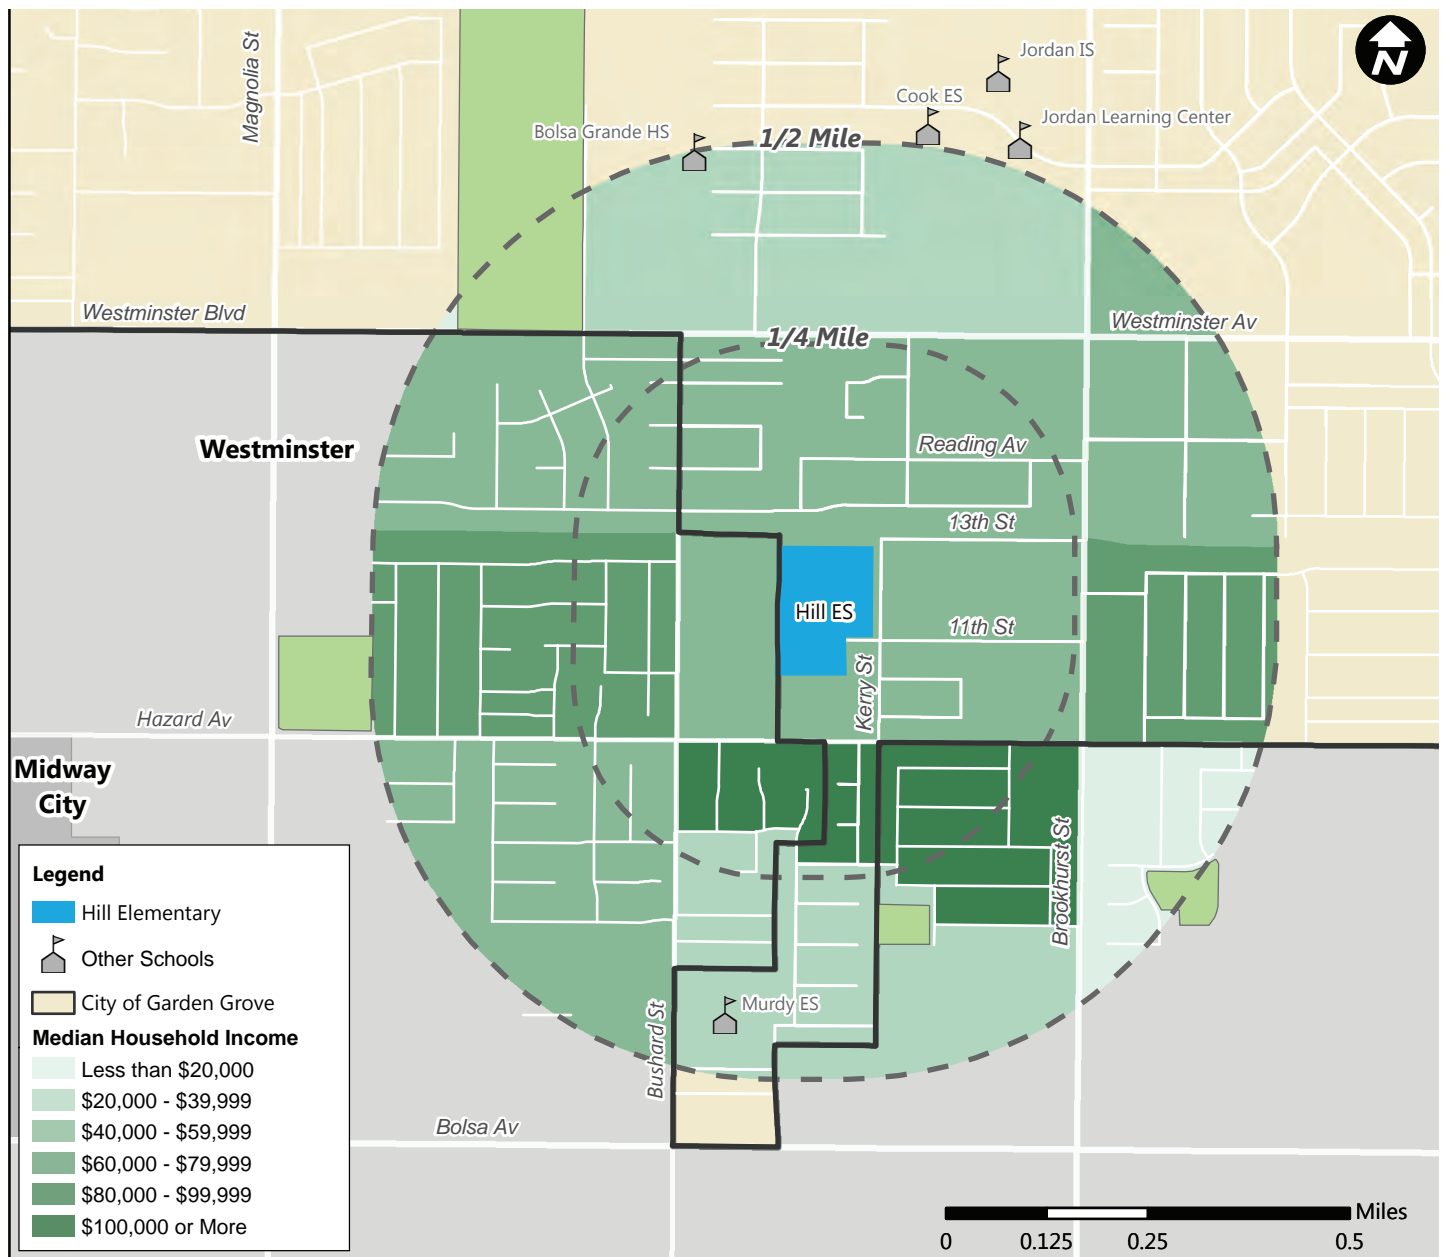 Magnolia St
Jordan IS
N
Cook ES
Jordan Learning Center
Bolsa Grande HS
1/2 Mile
Westminster Blvd
Westminster Av
1/4 Mile
Westminster
Reading Av
13th St
Hill ES
11th St
Kerry St
Hazard Av
Midway
City
Brookhurst St
Legend
Hill Elementary
Other Schools
City of Garden Grove
Median Household Income
Less than $20,000
$20,000 - $39,999
$40,000 - $59,999
$60,000 - $79,999
$80,000 - $99,999
$100,000 or More
Murdy ES
Bushard St
Bolsa Av
Miles
0 0.125 0.25 0.5